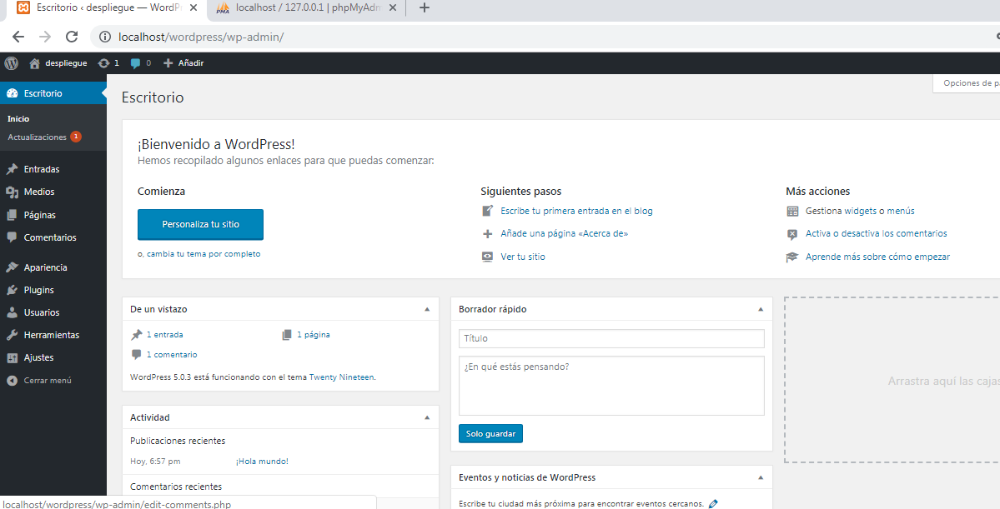 Escritorio ‹ despliegue — WordPr
localhost / 127.0.0.1 | phpMyAdm
localhost/wordpress/wp-admin/
despliegue 1 0 Añadir
Escritorio
Inicio
Actualizaciones 1
Entradas
Medios
Páginas
Comentarios
Apariencia
Plugins
Usuarios
Herramientas
Ajustes
Cerrar menú
Opciones de pa
Escritorio
¡Bienvenido a WordPress!
Hemos recopilado algunos enlaces para que puedas comenzar:
Comienza
Personaliza tu sitio
o, cambia tu tema por completo
Siguientes pasos
Escribe tu primera entrada en el blog
Añade una página «Acerca de»
Ver tu sitio
Más acciones
Gestiona widgets o menús
Activa o desactiva los comentarios
Aprende más sobre cómo empezar
De un vistazo
1 entrada
1 página
1 comentario
WordPress 5.0.3 está funcionando con el tema Twenty Nineteen.
Actividad
Publicaciones recientes
Hoy, 6:57 pm ¡Hola mundo!
Comentarios recientes
Borrador rápido
Título
¿En qué estás pensando?
Solo guardar
Eventos y noticias de WordPress
Escribe tu ciudad más próxima para encontrar eventos cercanos.
Arrastra aquí las cajas
localhost/wordpress/wp-admin/edit-comments.php